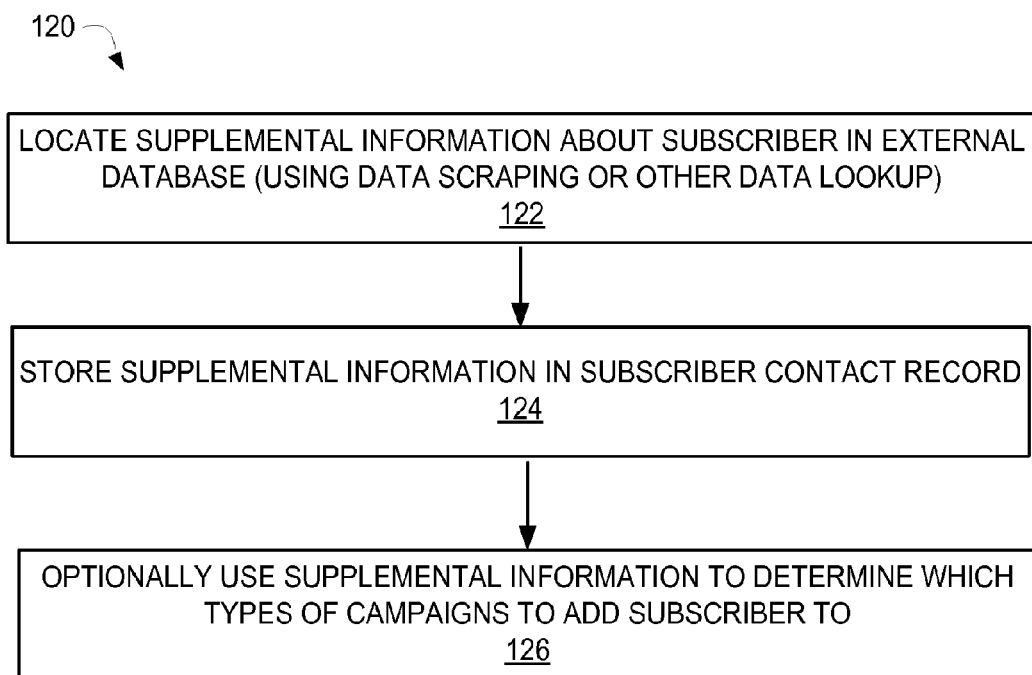 120
LOCATE SUPPLEMENTAL INFORMATION ABOUT SUBSCRIBER IN EXTERNAL
DATABASE (USING DATA SCRAPING OR OTHER DATA LOOKUP)
122
STORE SUPPLEMENTAL INFORMATION IN SUBSCRIBER CONTACT RECORD
124
OPTIONALLY USE SUPPLEMENTAL INFORMATION TO DETERMINE WHICH
TYPES OF CAMPAIGNS TO ADD SUBSCRIBER TO
126